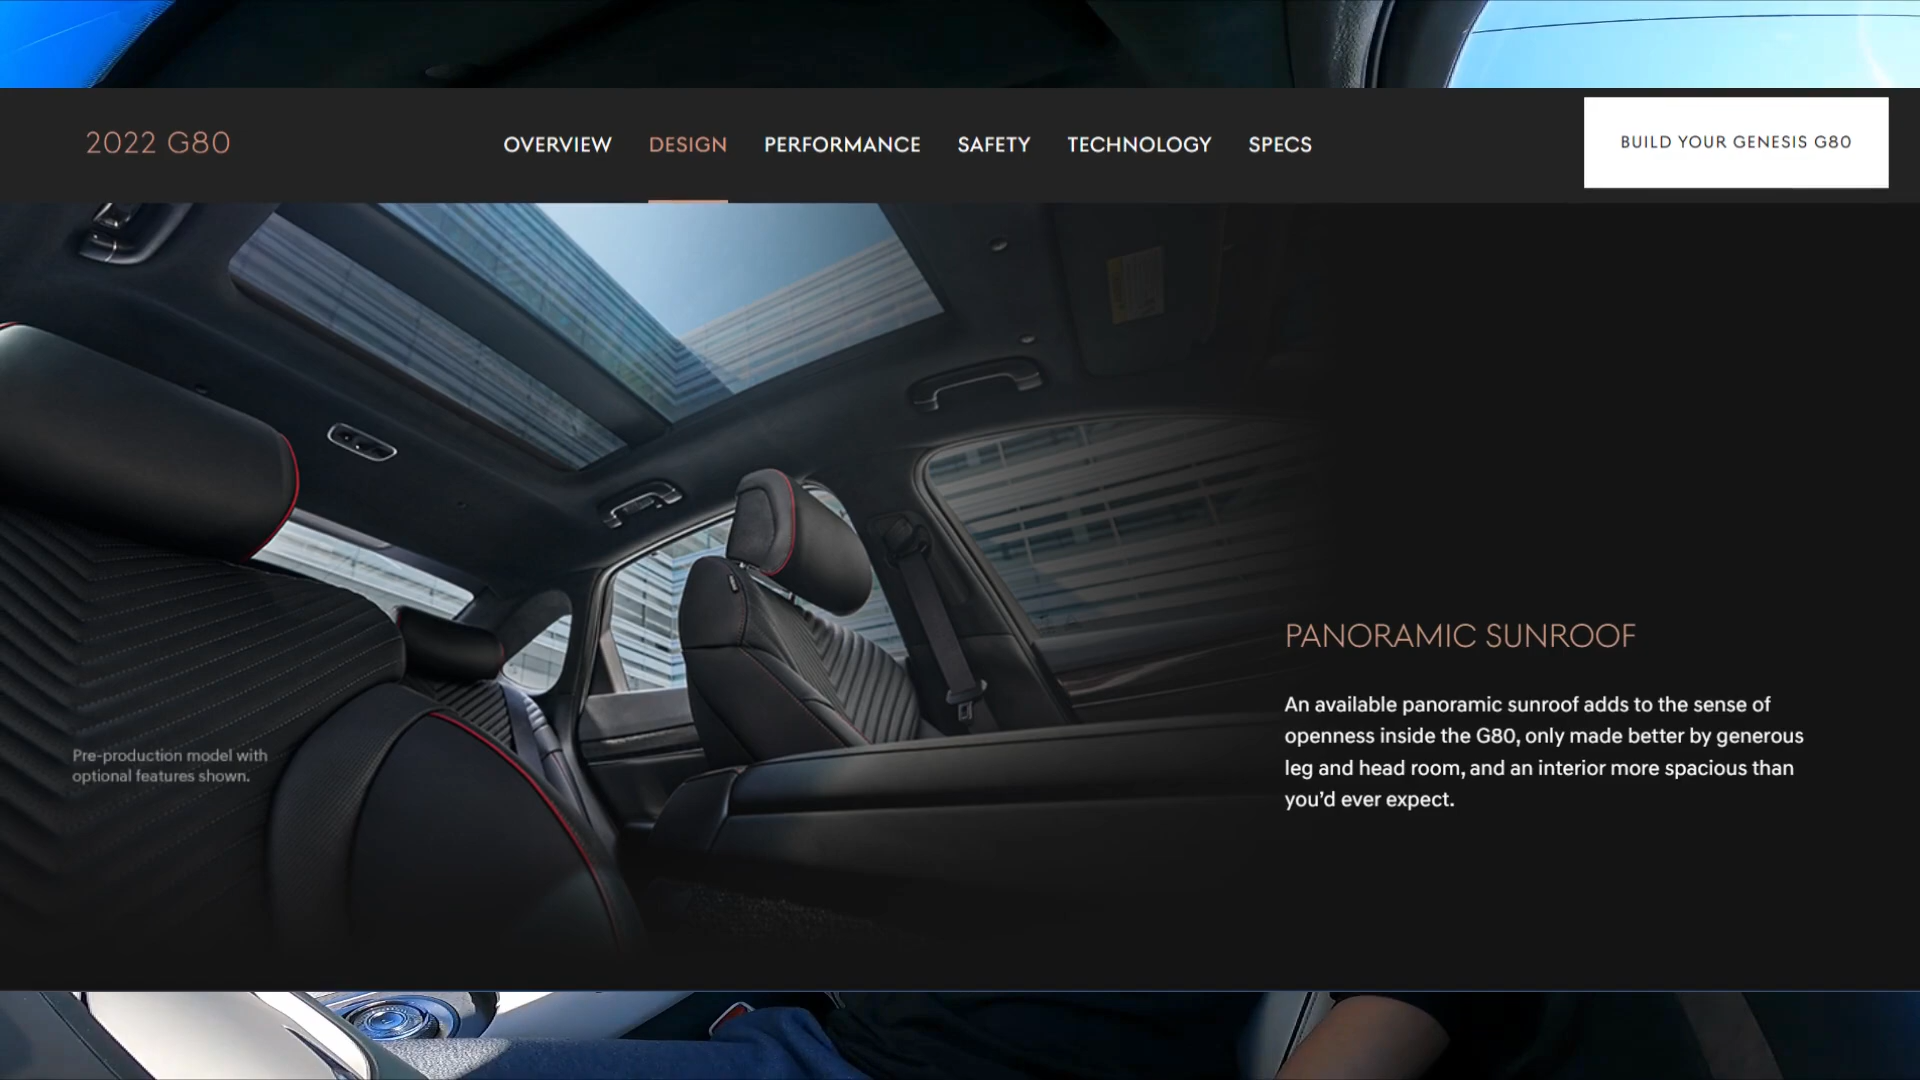 2022 G80
OVERVIEW DESIGN PERFORMANCE SAFETY TECHNOLOGY SPECS
BUILD YOUR GENESIS G80
PANORAMIC SUNROOF
An available panoramic sunroof adds to the sense of
openness inside the G80, only made better by generous
leg and head room, and an interior more spacious than
you’d ever expect.
Pre-production model with
optional features shown.